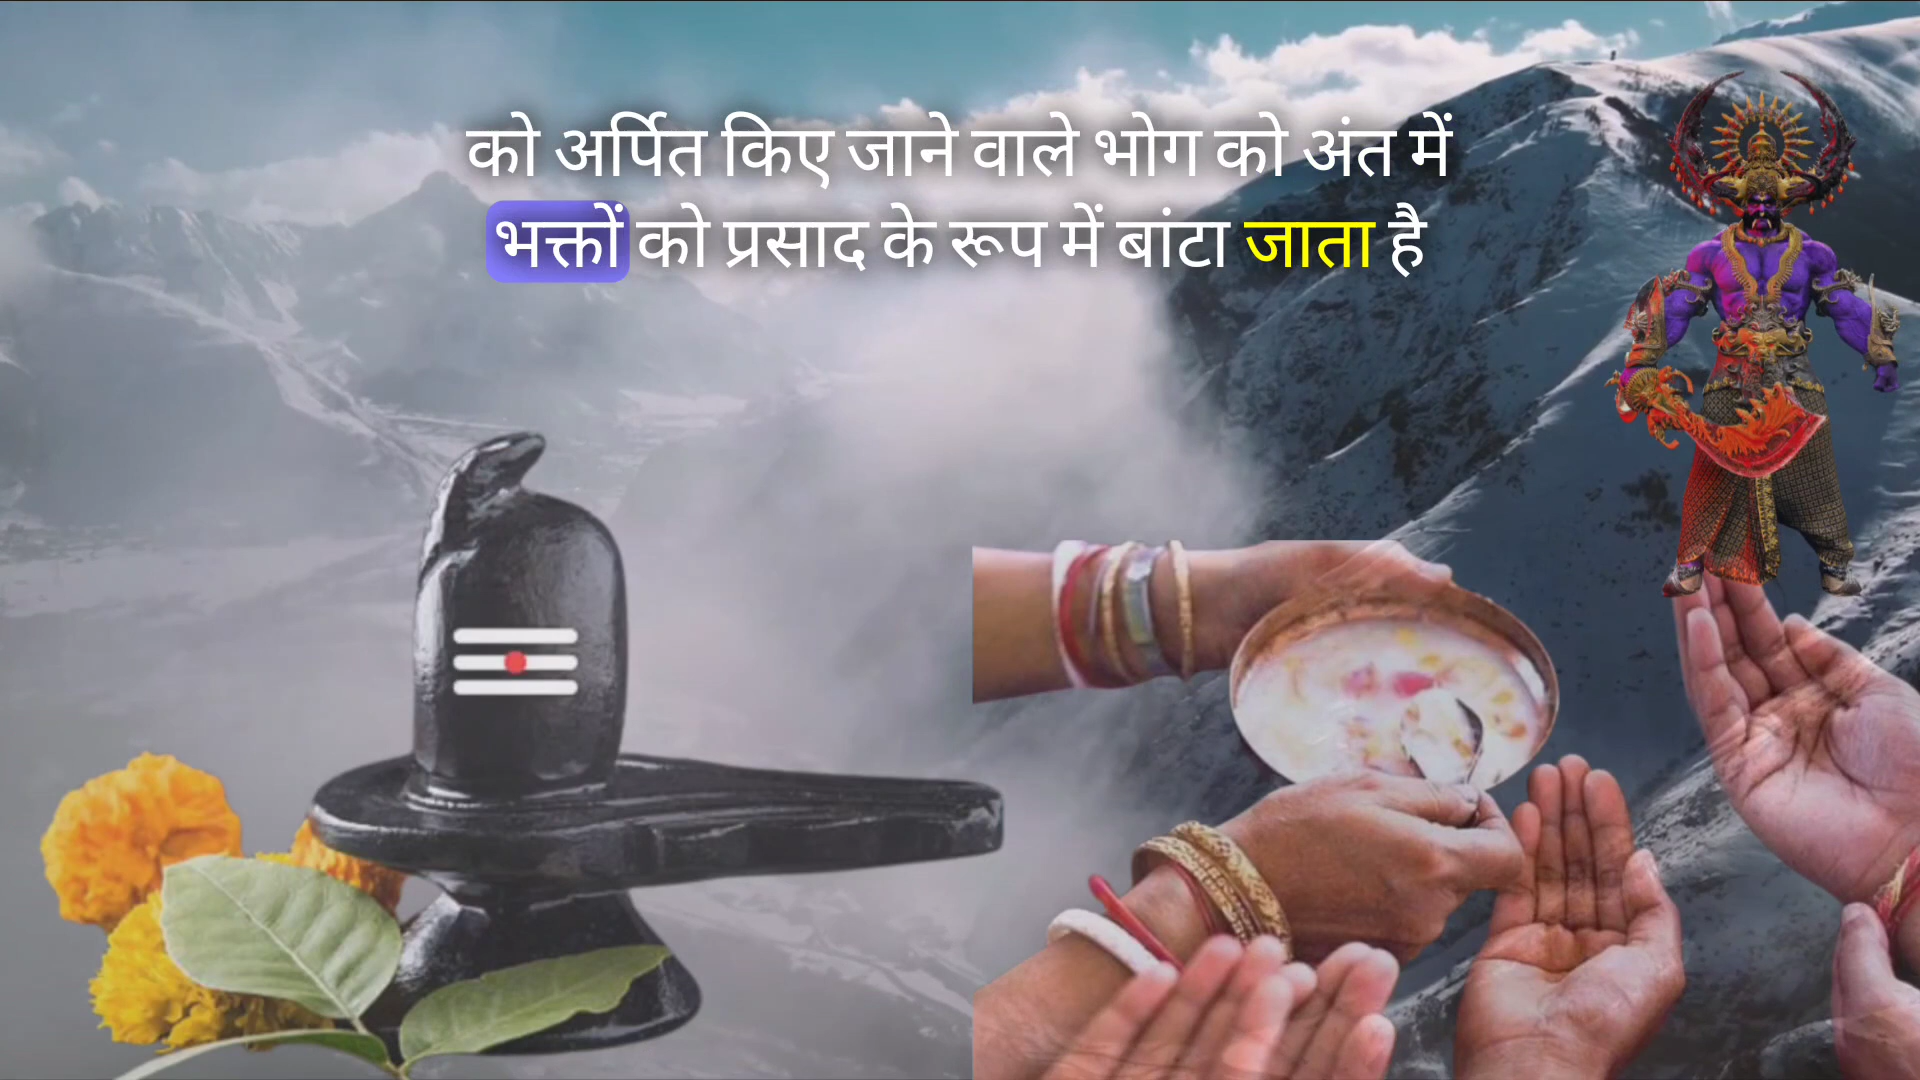 को अर्पित किए जाने वाले भोग को अंत में
भक्तों को प्रसाद के रूप में बांटा जाता है